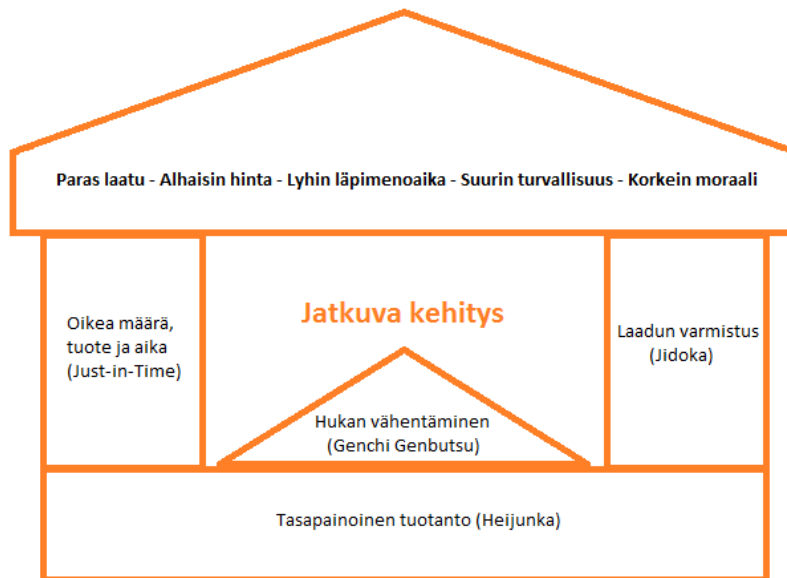 Paras laatu - Alhaisin hinta - Lyhin läpimenoaika - Suurin turvallisuus - Korkein moraali
Oikea määrä,
tuote ja aika
(Just-in-Time)
Jatkuva kehitys
Hukan vähentäminen
(Genchi Genbutsu)
Laadun varmistus
(Jidoka)
Tasapainoinen tuotanto (Heijunka)